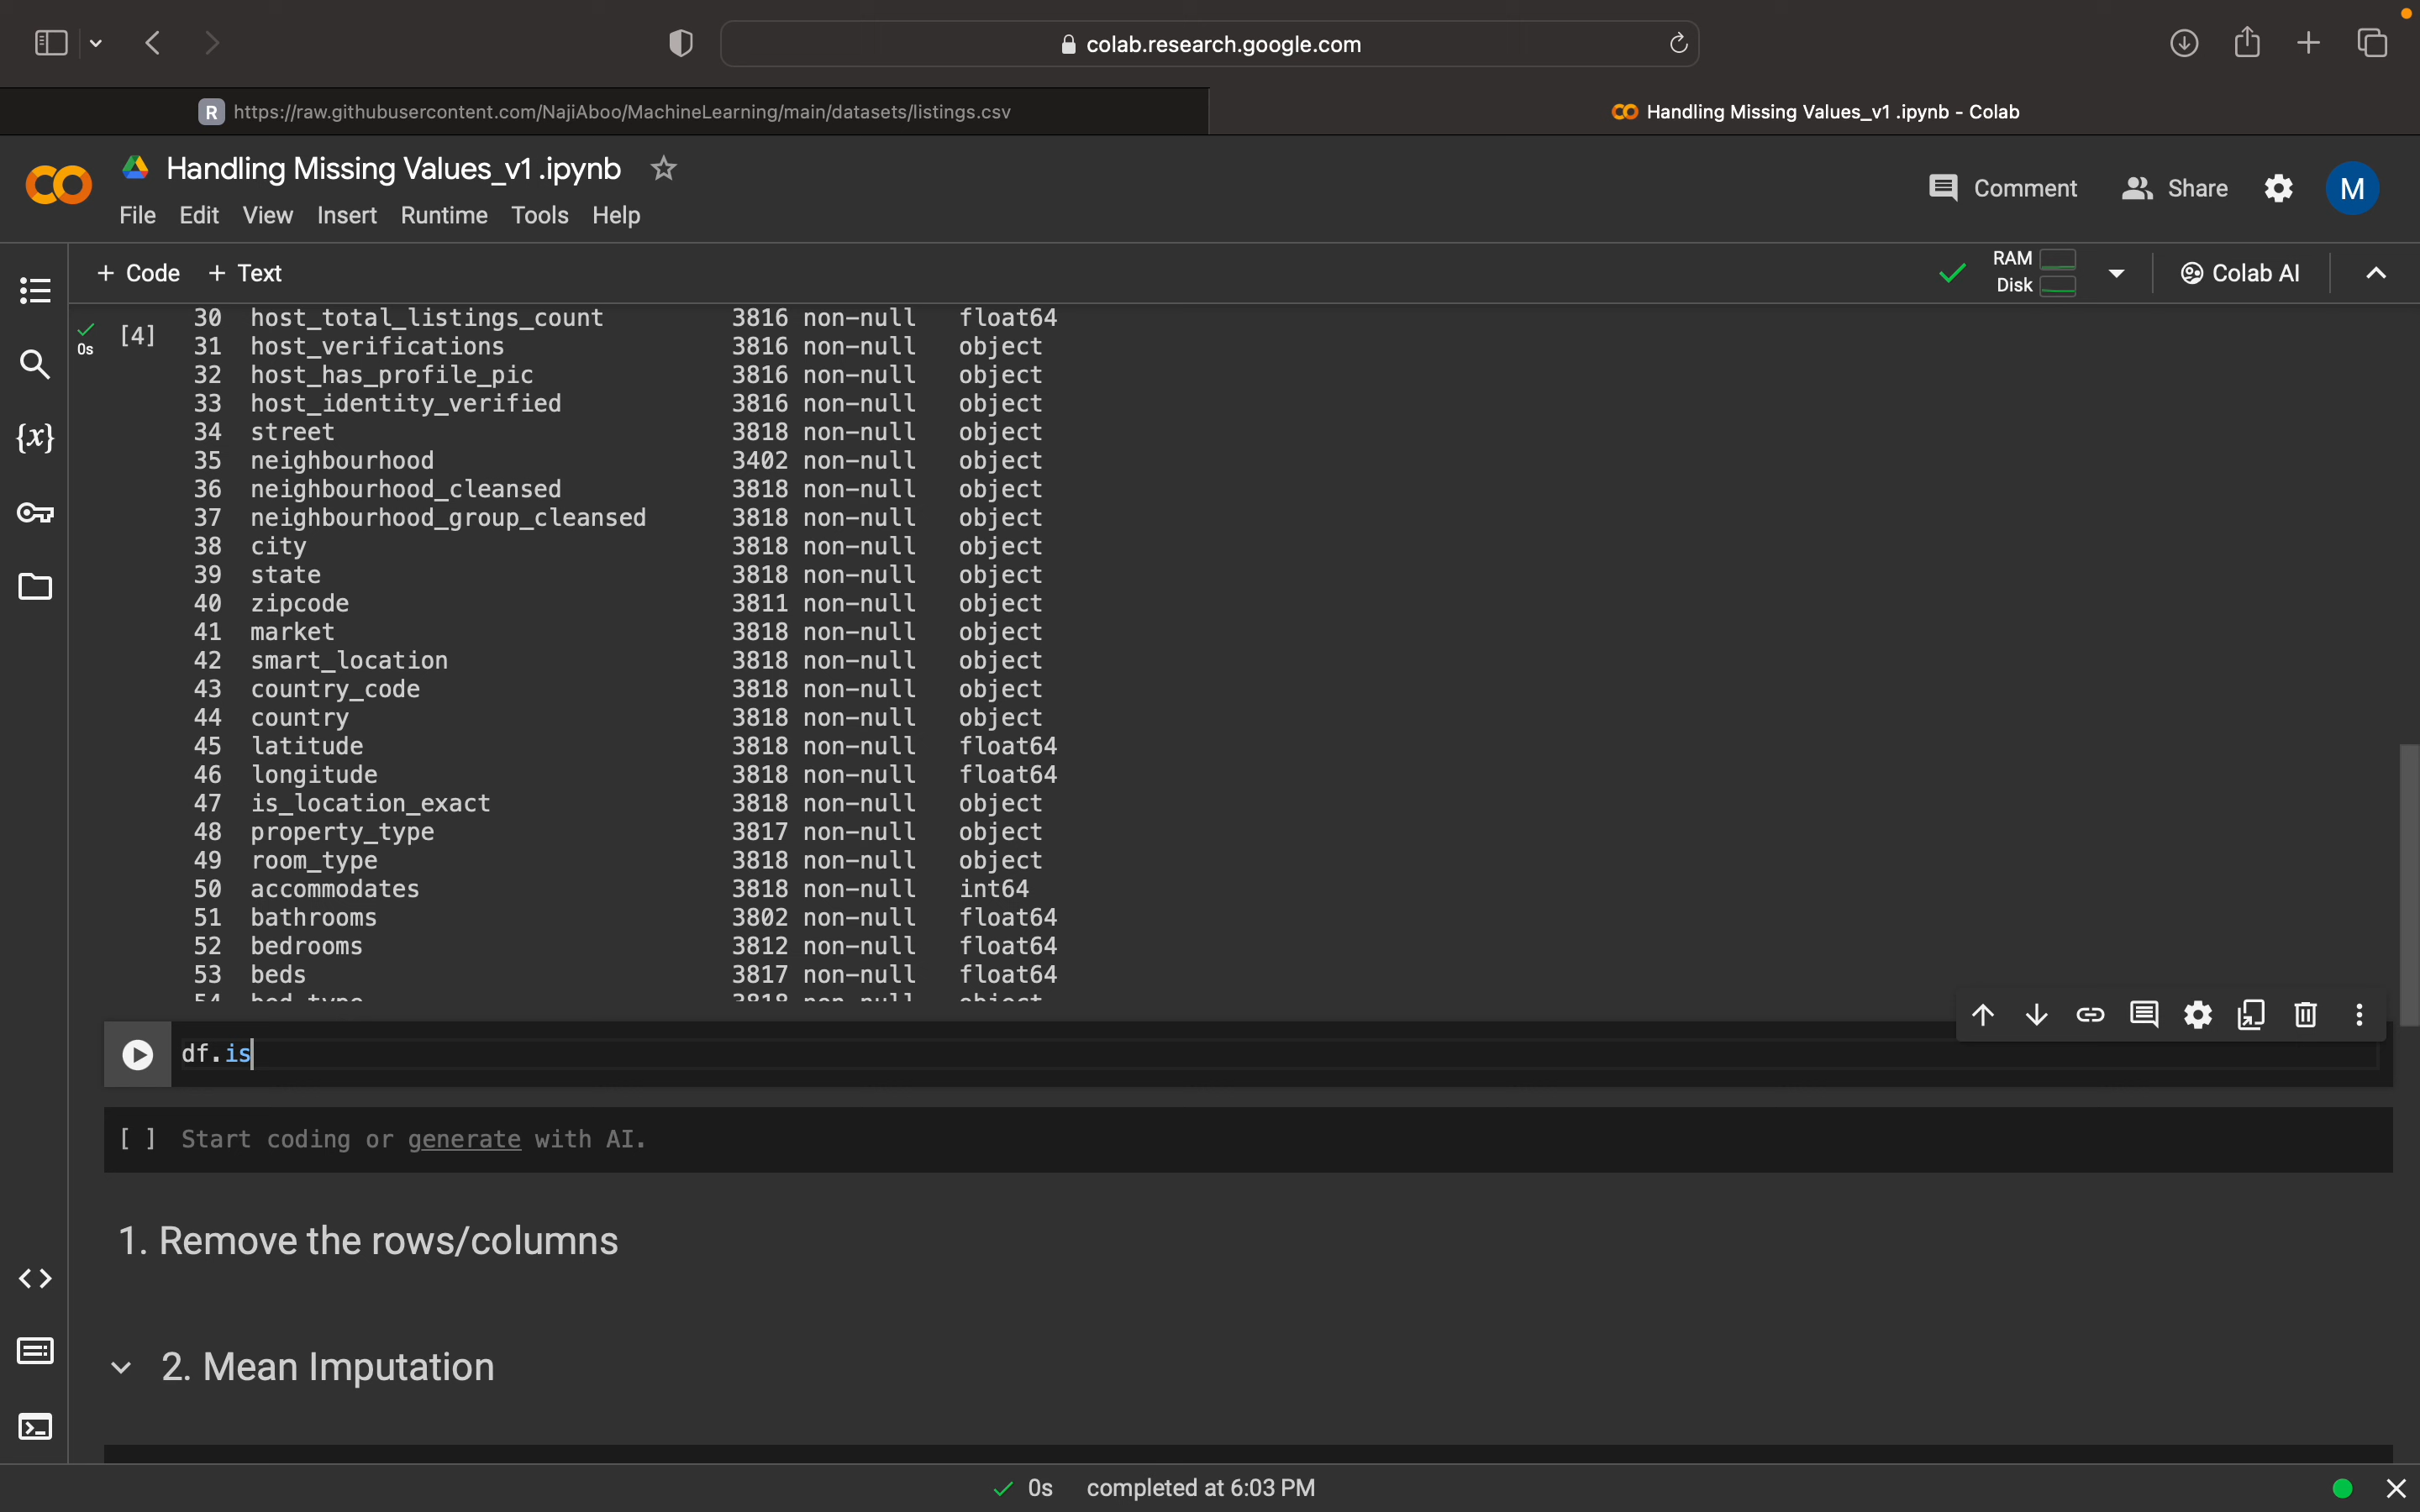 colab.research.google.com
R https://raw.githubusercontent.com/NajiAboo/MachineLearning/main/datasets/listings.csv
Handling Missing Values_v1 .ipynb - Colab
Handling Missing Values_v1 .ipynb
Comment
Share
M
File Edit View Insert Runtime Tools Help
+ Code + Text
RAM
Disk
Colab AI
[4]
0s
30 host_total_listings_count 3816 non-null float64
31 host_verifications 3816 non-null object
32 host_has_profile_pic 3816 non-null object
33 host_identity_verified 3816 non-null object
34 street 3818 non-null object
35 neighbourhood 3402 non-null object
36 neighbourhood_cleansed 3818 non-null object
37 neighbourhood_group_cleansed 3818 non-null object
38 city 3818 non-null object
39 state 3818 non-null object
40 zipcode 3811 non-null object
41 market 3818 non-null object
42 smart_location 3818 non-null object
43 country_code 3818 non-null object
44 country 3818 non-null object
45 latitude 3818 non-null float64
46 longitude 3818 non-null float64
47 is_location_exact 3818 non-null object
48 property_type 3817 non-null object
49 room_type 3818 non-null object
50 accommodates 3818 non-null int64
51 bathrooms 3802 non-null float64
52 bedrooms 3812 non-null float64
53 beds 3817 non-null float64
54 bed_type 3818 non-null object
df.is
[ ] Start coding or generate with AI.
1. Remove the rows/columns
2. Mean Imputation
0s completed at 6:03 PM